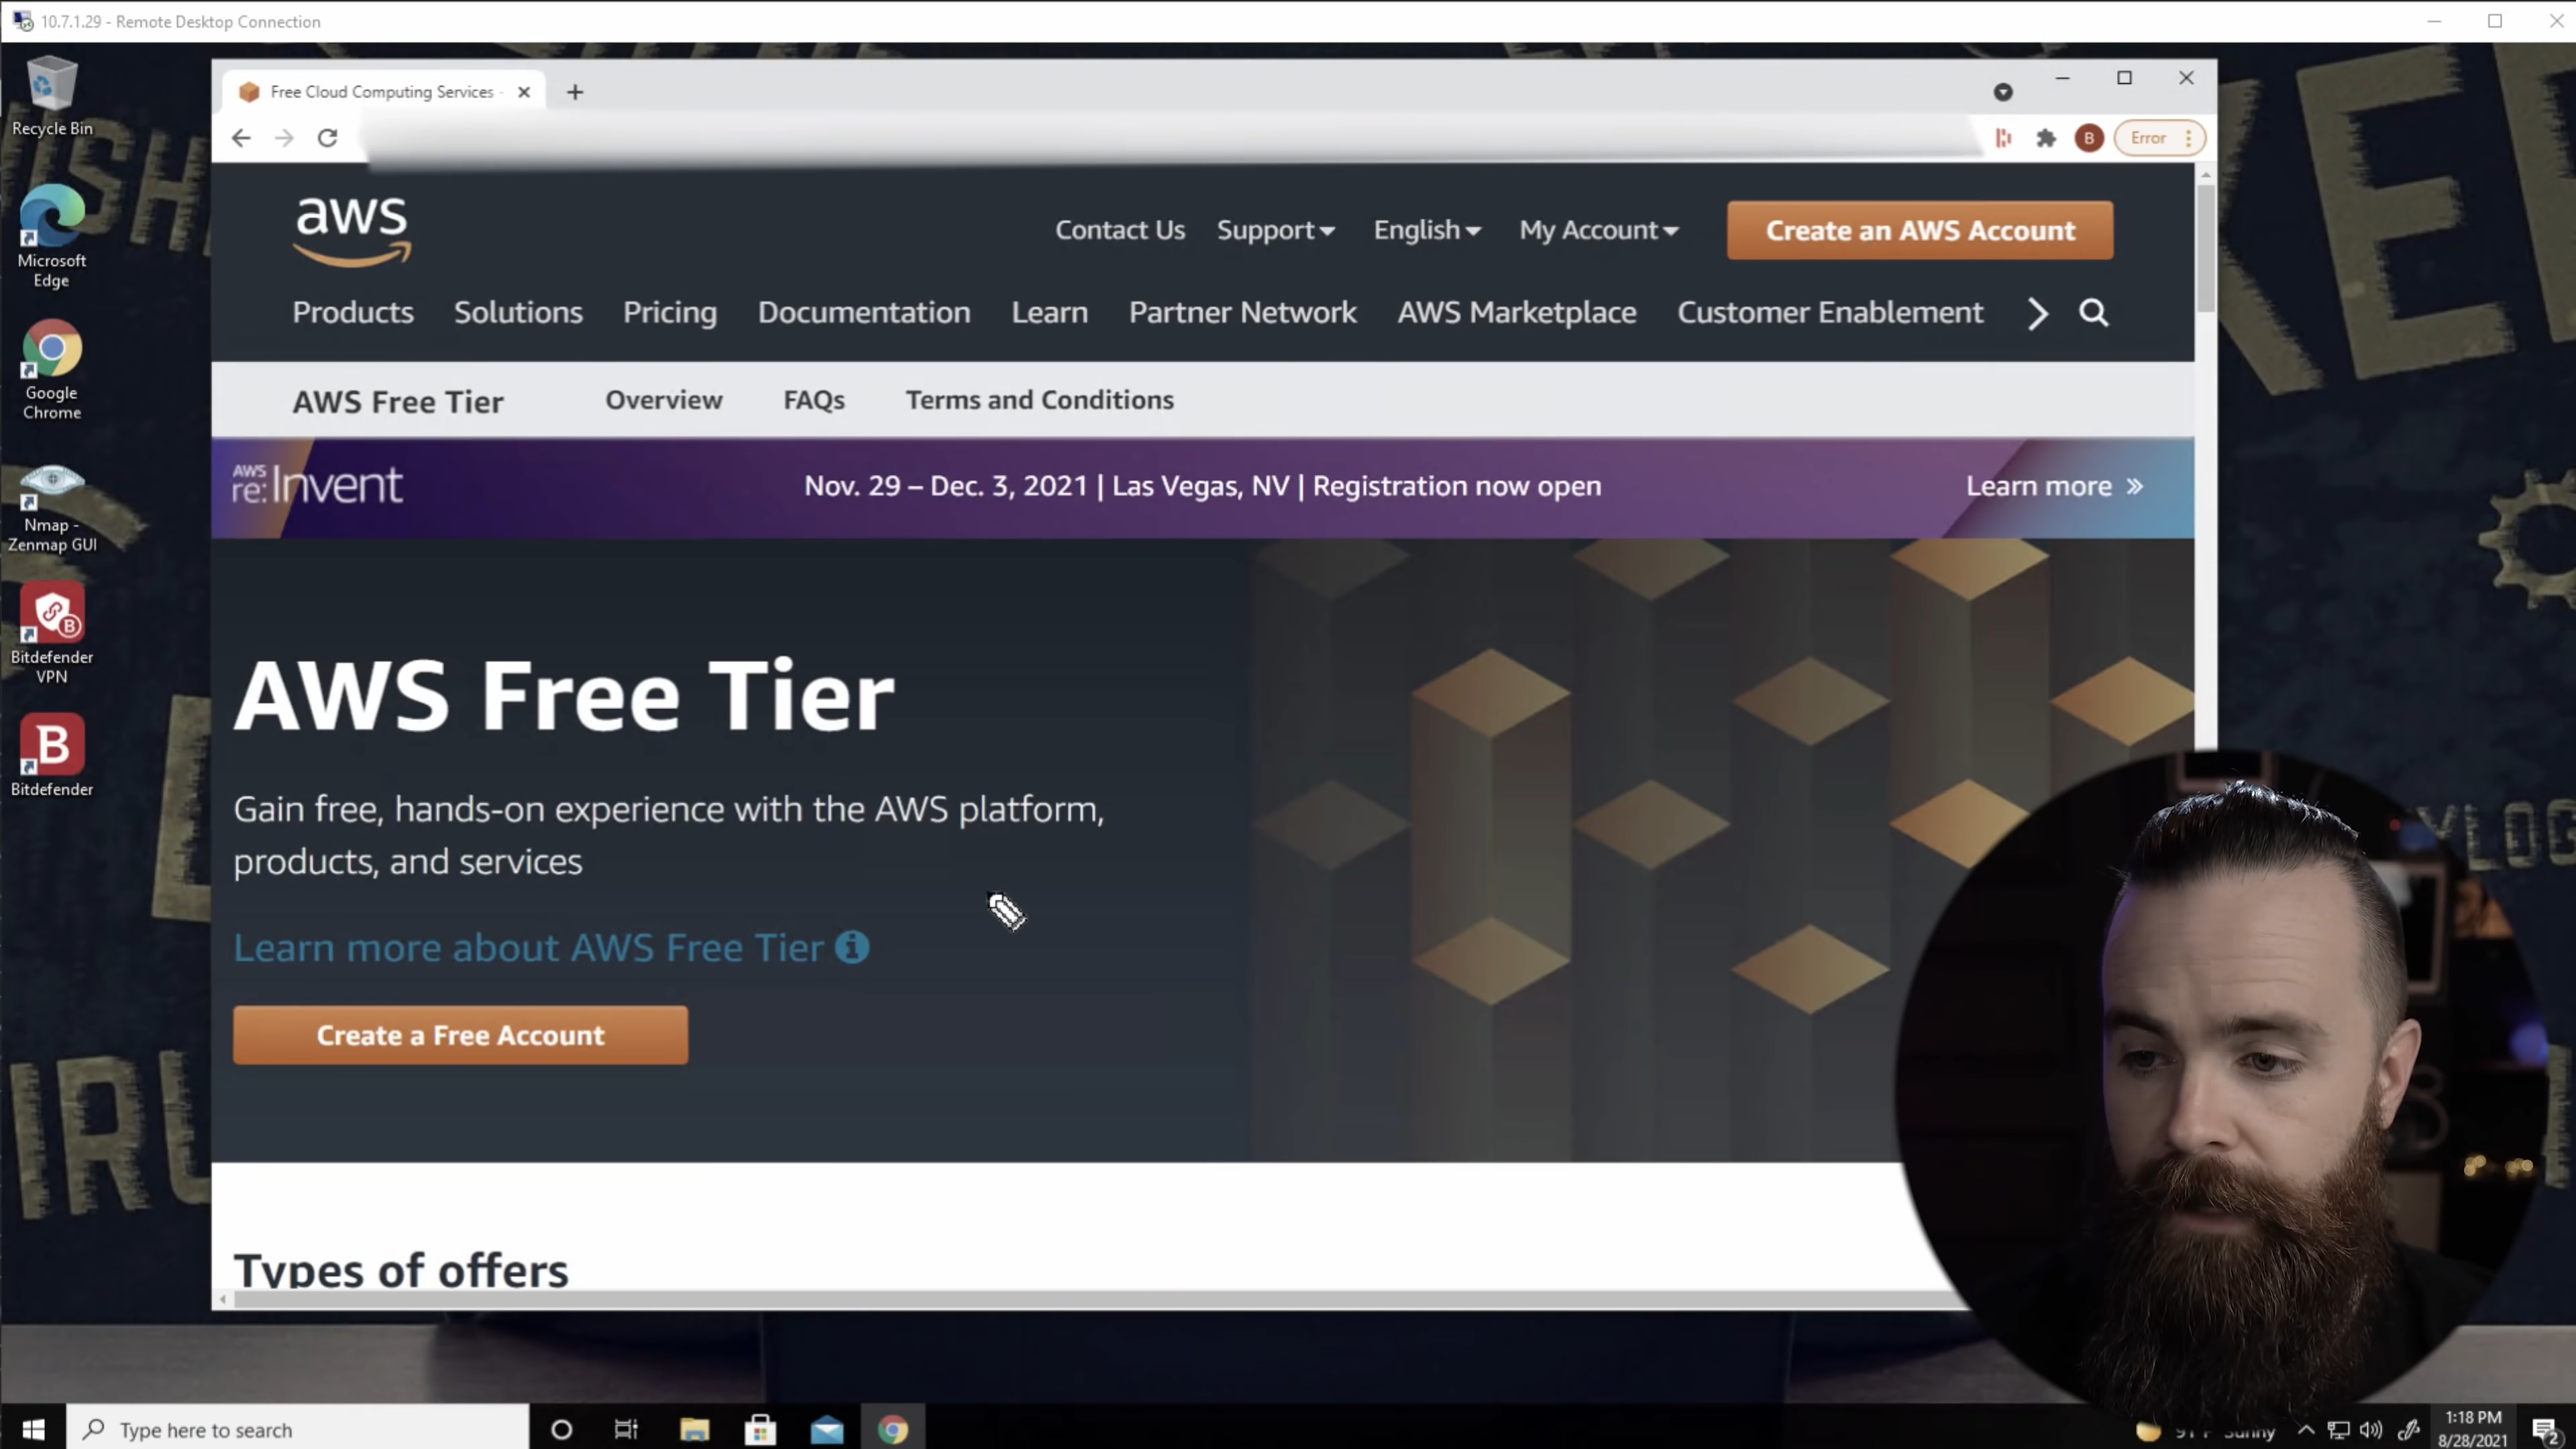 10.7.1.29 - Remote Desktop Connection
Free Cloud Computing Services -
B
Error
Recycle Bin
Microsoft
Edge
Google
Chrome
Nmap -
Zenmap GUI
Bitdefender
VPN
B
Bitdefender
aws
Contact Us Support English My Account Create an AWS Account
Products Solutions Pricing Documentation Learn Partner Network AWS Marketplace Customer Enablement
AWS Free Tier Overview FAQs Terms and Conditions
AWS
re:Invent
Nov. 29 – Dec. 3, 2021 | Las Vegas, NV | Registration now open
Learn more »
AWS Free Tier
Gain free, hands-on experience with the AWS platform,
products, and services
Learn more about AWS Free Tier
Create a Free Account
Types of offers
Type here to search
Sunny
1:18 PM
8/28/2021
2